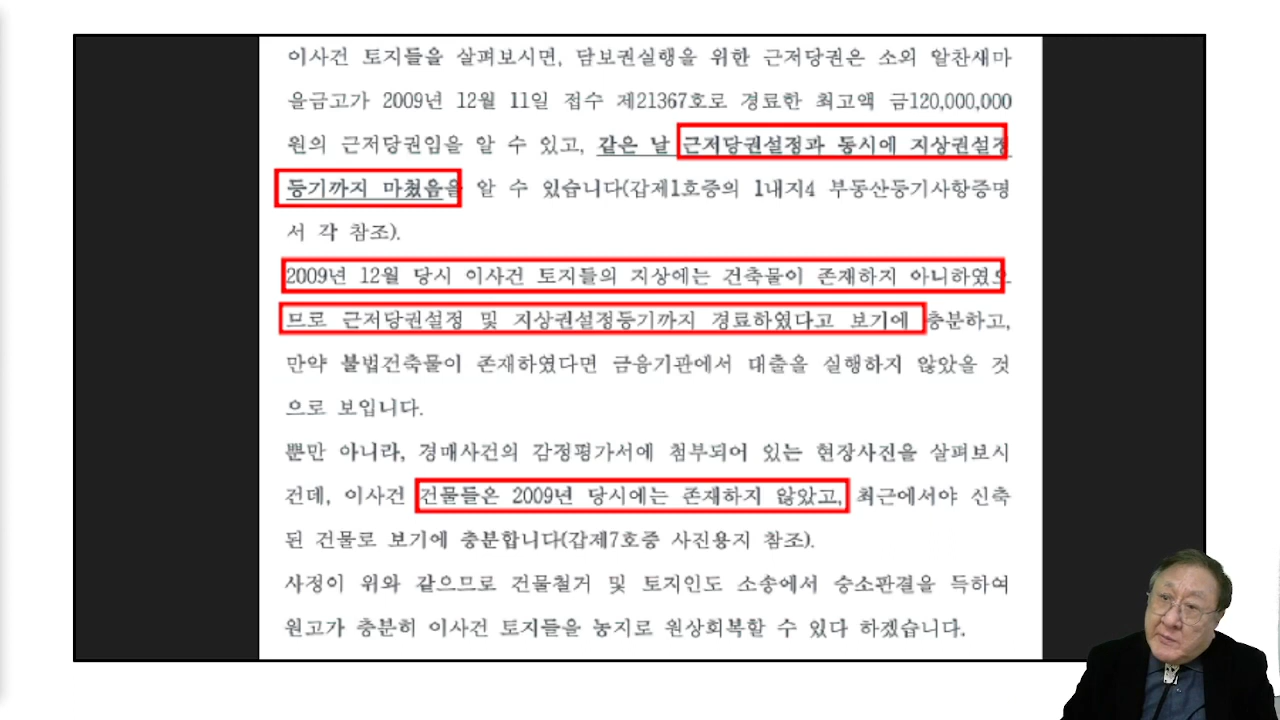 이사건 토지들을 살펴보시면, 담보권실행을 위한 근저당권은 소외 알찬새마
을금고가 2009년 12월 11일 접수 제21367호로 경료한 최고액 금120,000,000
원의 근저당권임을 알 수 있고, 같은 날 근저당권설정과 동시에 지상권설정
등기까지 마쳤음을 알 수 있습니다(갑제1호증의 1내지4 부동산등기사항증명
서 각 참조).
2009년 12월 당시 이사건 토지들의 지상에는 건축물이 존재하지 아니하였으
므로 근저당권설정 및 지상권설정등기까지 경료하였다고 보기에 충분하고,
만약 불법건축물이 존재하였다면 금융기관에서 대출을 실행하지 않았을 것
으로 보입니다.
뿐만 아니라, 경매사건의 감정평가서에 첨부되어 있는 현장사진을 살펴보시
건데, 이사건 건물들은 2009년 당시에는 존재하지 않았고, 최근에서야 신축
된 건물로 보기에 충분합니다(갑제7호증 사진용지 참조).
사정이 위와 같으므로 건물철거 및 토지인도 소송에서 승소판결을 득하여
원고가 충분히 이사건 토지들을 농지로 원상회복할 수 있다 하겠습니다.